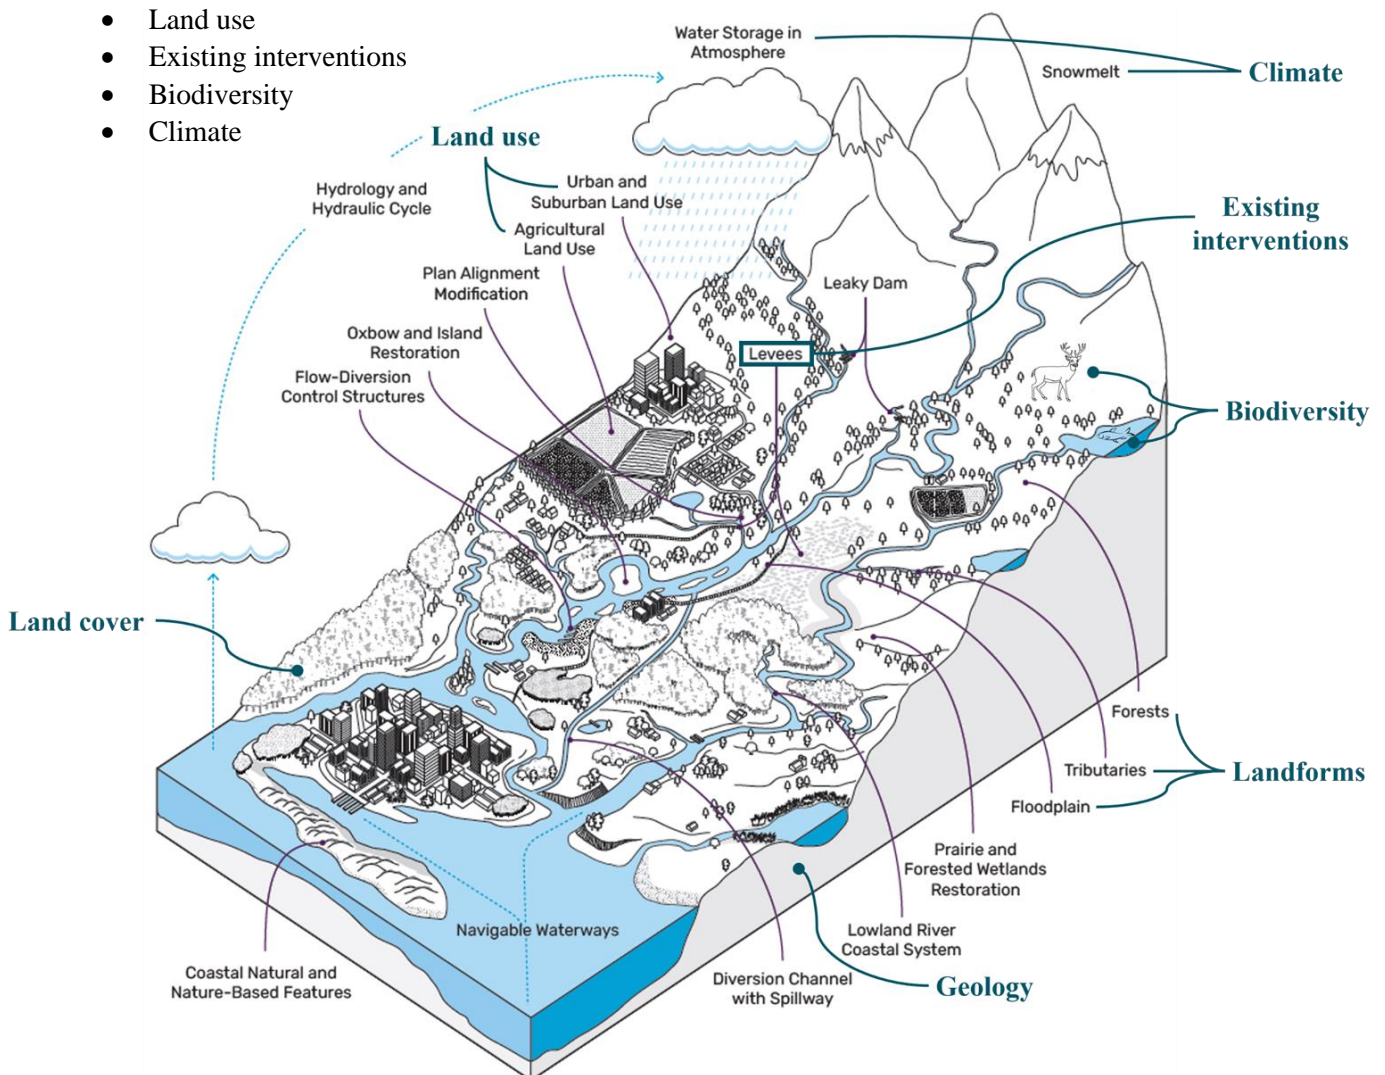 • Land use
• Existing interventions
• Biodiversity
• Climate
Water Storage in
Atmosphere
Snowmelt
Climate
Land use
Hydrology and
Hydraulic Cycle
Urban and
Suburban Land Use
Agricultural
Land Use
Existing
interventions
Plan Alignment
Modification
Leaky Dam
Oxbow and Island
Restoration
Levees
Flow-Diversion
Control Structures
Biodiversity
Land cover
Forests
Tributaries
Landforms
Floodplain
Prairie and
Forested Wetlands
Restoration
Navigable Waterways
Lowland River
Coastal System
Coastal Natural and
Nature-Based Features
Diversion Channel
with Spillway
Geology